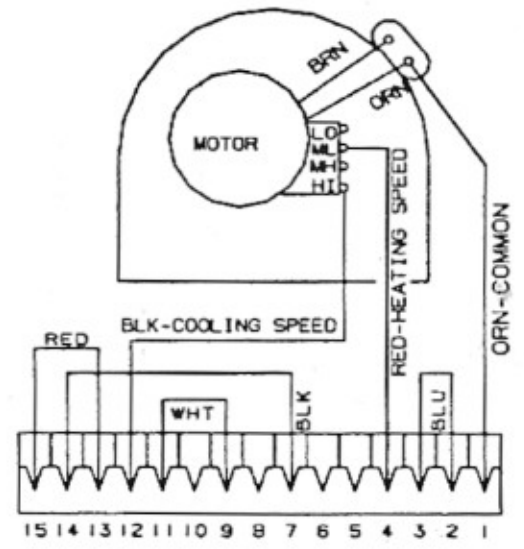 BRN
ORN
MOTOR
LO
ML
MH
HI
RED-HEATING SPEED
ORN-COMMON
BLK-COOLING SPEED
RED
WHT
BLK
BLU
15 14 13 12 11 10 9 8 7 6 5 4 3 2 1